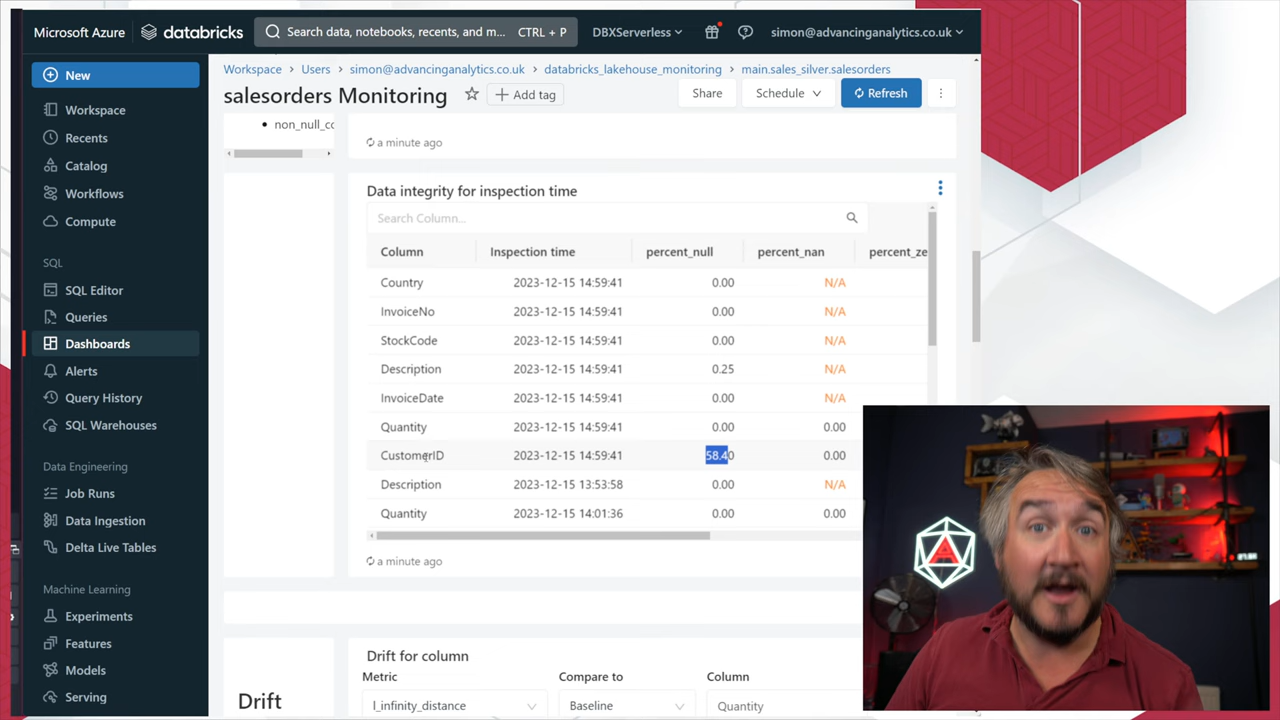 Microsoft Azure
databricks
Search data, notebooks, recents, and m...
CTRL + P
DBXServerless
simon@advancinganalytics.co.uk
New
Workspace
Recents
Catalog
Workflows
Compute
SQL
SQL Editor
Queries
Dashboards
Alerts
Query History
SQL Warehouses
Data Engineering
Job Runs
Data Ingestion
Delta Live Tables
Machine Learning
Experiments
Features
Models
Serving
Workspace > Users > simon@advancinganalytics.co.uk > databricks_lakehouse_monitoring > main.sales_silver.salesorders
salesorders Monitoring
Add tag
Share
Schedule
Refresh
non_null_co
a minute ago
Data integrity for inspection time
Search Column...
Column Inspection time percent_null percent_nan percent_ze
Country 2023-12-15 14:59:41 0.00 N/A
InvoiceNo 2023-12-15 14:59:41 0.00 N/A
StockCode 2023-12-15 14:59:41 0.00 N/A
Description 2023-12-15 14:59:41 0.25 N/A
InvoiceDate 2023-12-15 14:59:41 0.00 N/A
Quantity 2023-12-15 14:59:41 0.00 0.00
CustomerID 2023-12-15 14:59:41 58.40 0.00
Description 2023-12-15 13:53:58 0.00 N/A
Quantity 2023-12-15 14:01:36 0.00 0.00
a minute ago
Drift
Drift for column
Metric Compare to Column
l_infinity_distance Baseline Quantity